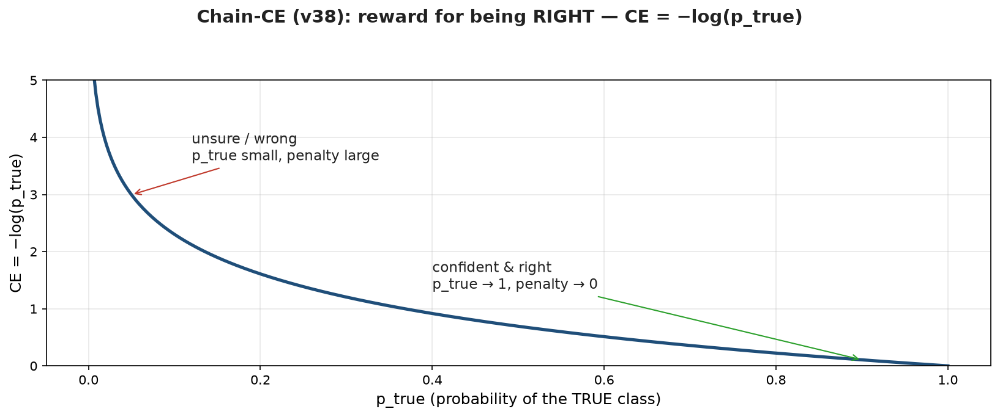 Chain-CE (v38): reward for being RIGHT — CE = −log(p_true)
CE = −log(p_true)
5
4
3
2
1
0
unsure / wrong
p_true small, penalty large
confident & right
p_true → 1, penalty → 0
0.0
0.2
0.4
0.6
0.8
1.0
p_true (probability of the TRUE class)